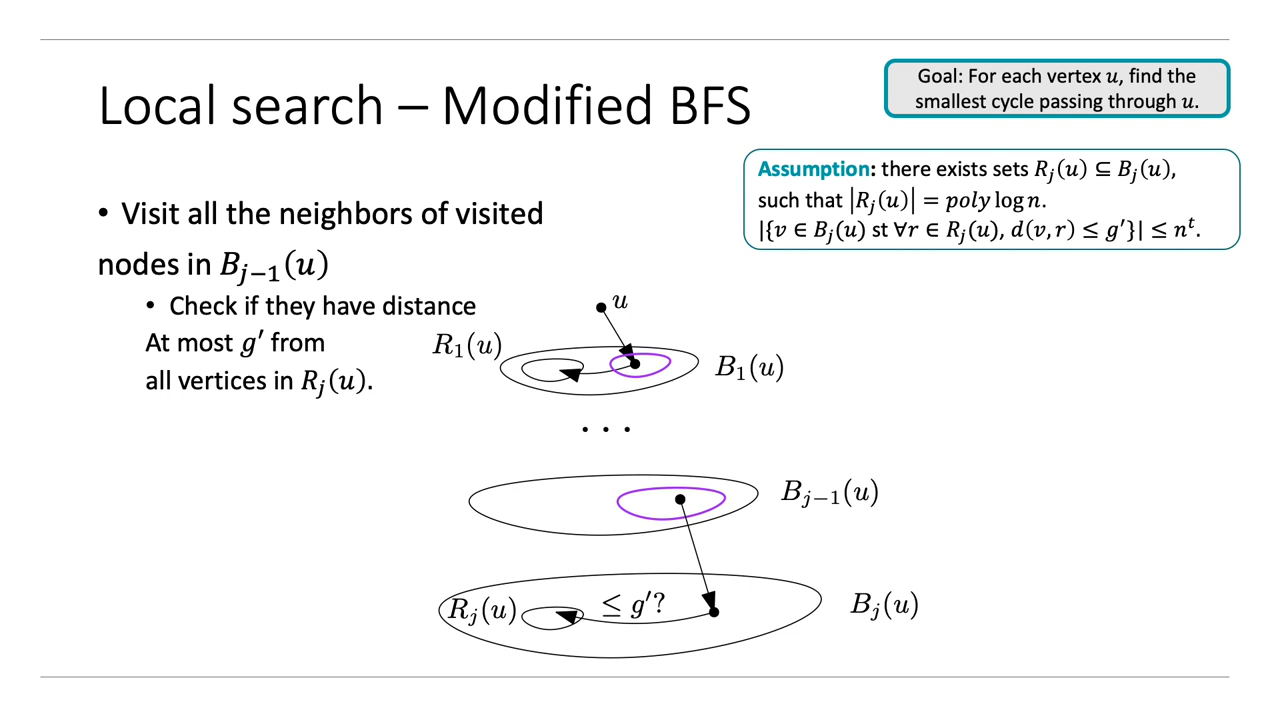 Local search – Modified BFS
Goal: For each vertex u, find the
smallest cycle passing through u.
Assumption: there exists sets R_j(u) ⊆ B_j(u),
such that |R_j(u)| = poly log n.
|{v ∈ B_j(u) st ∀r ∈ R_j(u), d(v, r) ≤ g′}| ≤ n^t.
• Visit all the neighbors of visited
nodes in B_{j−1}(u)
• Check if they have distance
At most g′ from
all vertices in R_j(u).
u
R_1(u)
B_1(u)
. . .
B_{j−1}(u)
R_j(u)
≤ g′?
B_j(u)